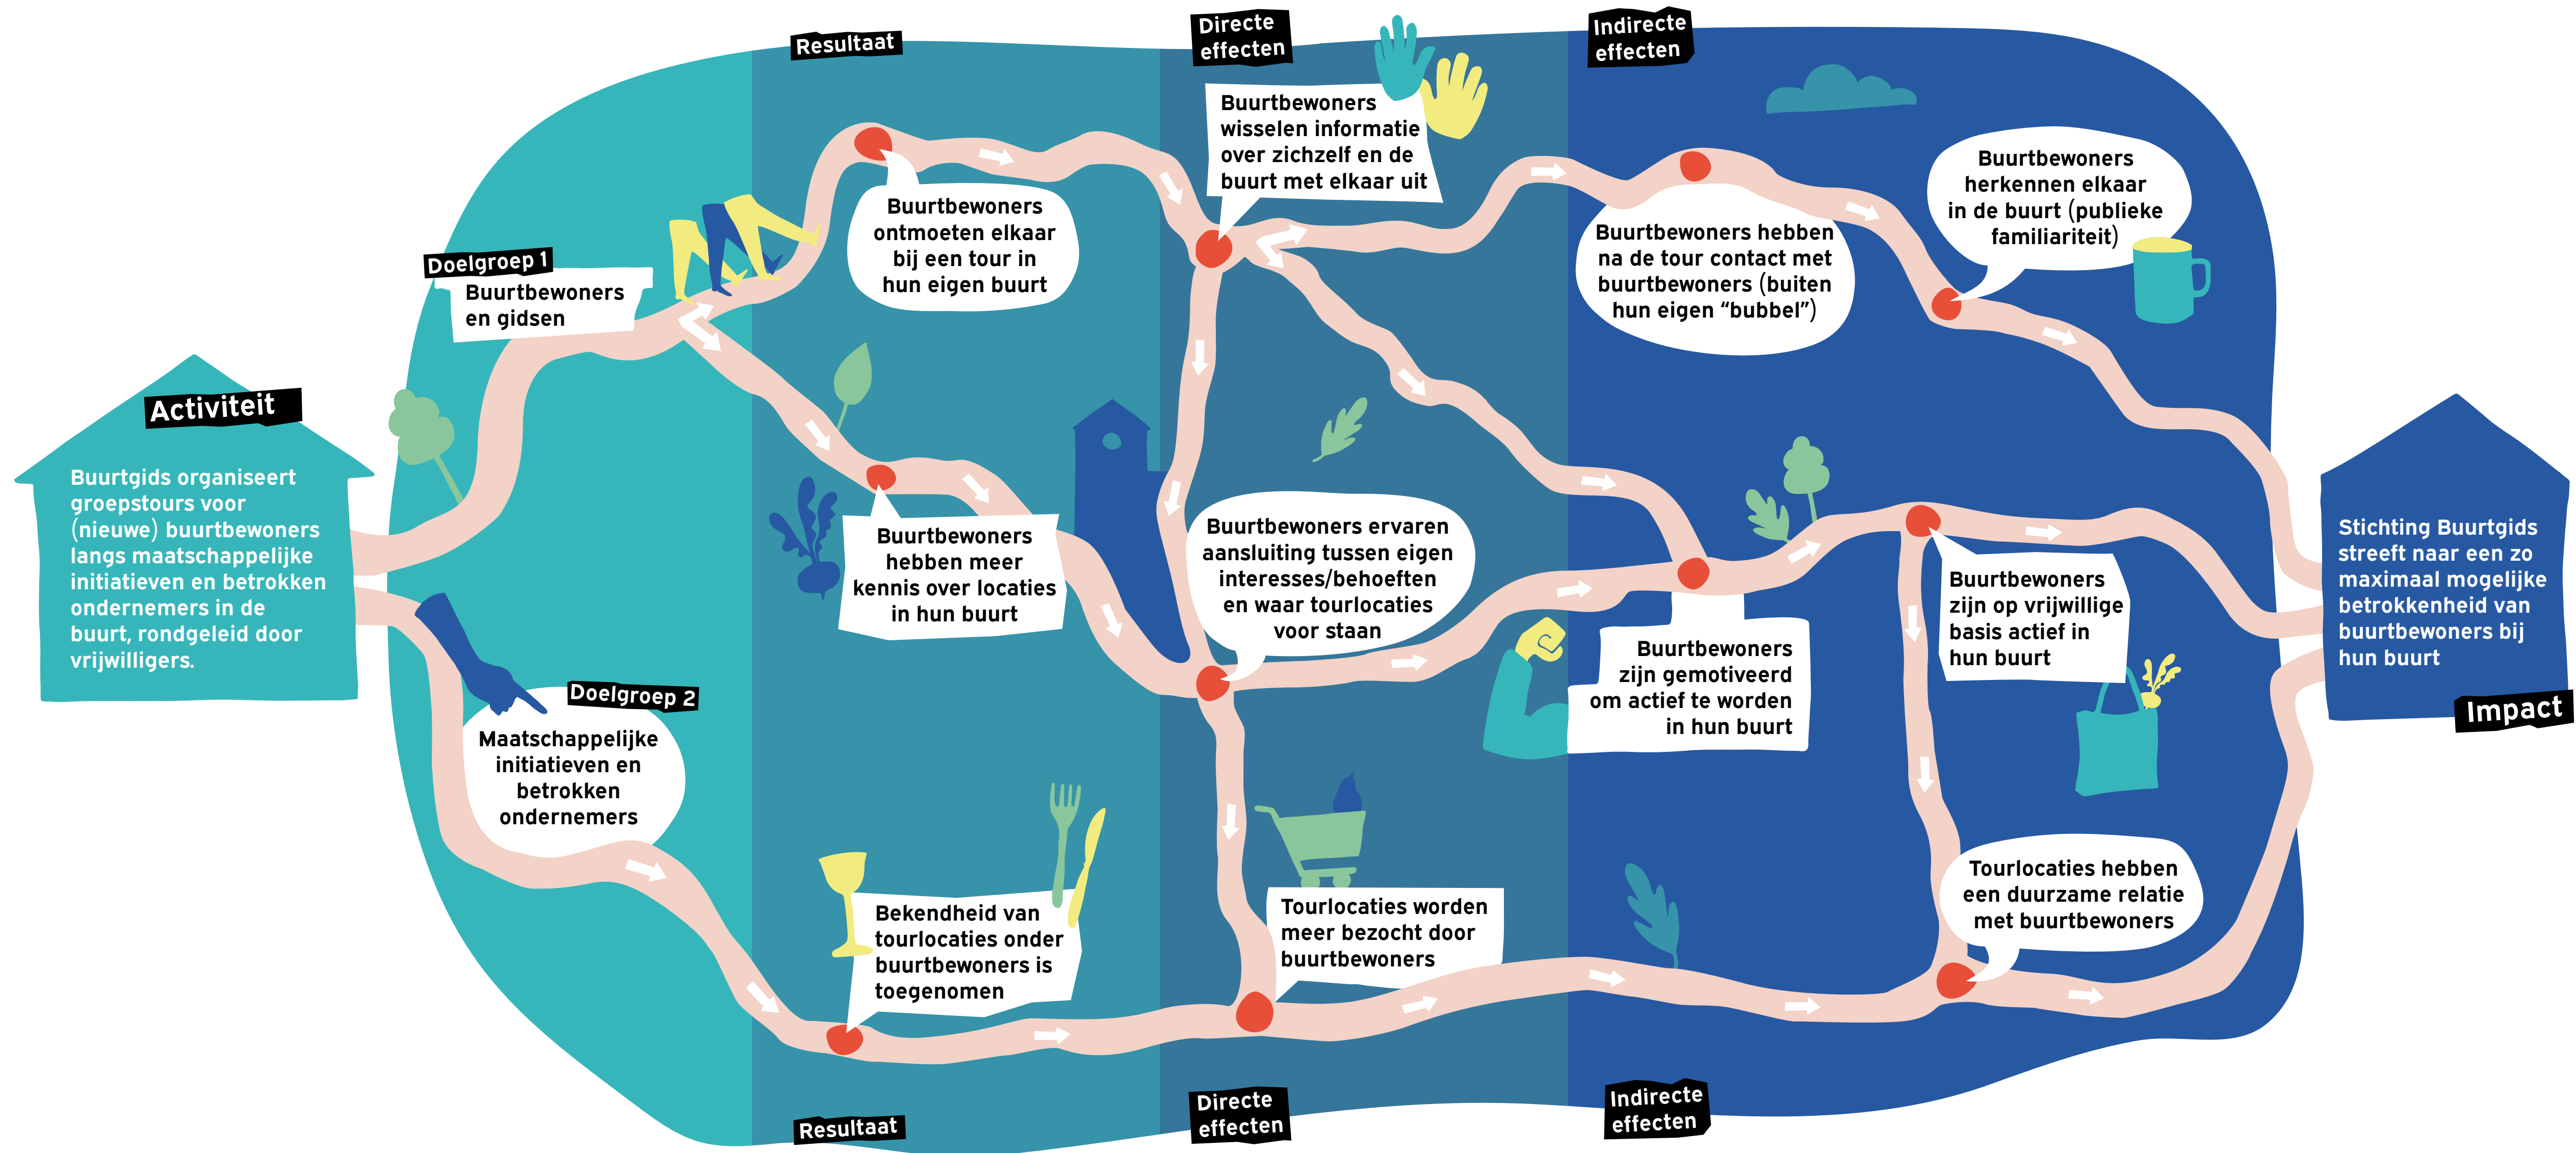 Activiteit
Buurtgids organiseert
groepstours voor
(nieuwe) buurtbewoners
langs maatschappelijke
initiatieven en betrokken
ondernemers in de
buurt, rondgeleid door
vrijwilligers.
Doelgroep 1
Buurtbewoners
en gidsen
Doelgroep 2
Maatschappelijke
initiatieven en
betrokken
ondernemers
Resultaat
Buurtbewoners
ontmoeten elkaar
bij een tour in
hun eigen buurt
Buurtbewoners
hebben meer
kennis over locaties
in hun buurt
Bekendheid van
tourlocaties onder
buurtbewoners is
toegenomen
Resultaat
Directe
effecten
Buurtbewoners
wisselen informatie
over zichzelf en de
buurt met elkaar uit
Buurtbewoners ervaren
aansluiting tussen eigen
interesses/behoeften
en waar tourlocaties
voor staan
Tourlocaties worden
meer bezocht door
buurtbewoners
Directe
effecten
Indirecte
effecten
Buurtbewoners hebben
na de tour contact met
buurtbewoners (buiten
hun eigen “bubbel”)
Buurtbewoners
herkennen elkaar
in de buurt (publieke
familiariteit)
Buurtbewoners
zijn gemotiveerd
om actief te worden
in hun buurt
Buurtbewoners
zijn op vrijwillige
basis actief in
hun buurt
Tourlocaties hebben
een duurzame relatie
met buurtbewoners
Indirecte
effecten
Stichting Buurtgids
streeft naar een zo
maximaal mogelijke
betrokkenheid van
buurtbewoners bij
hun buurt
Impact